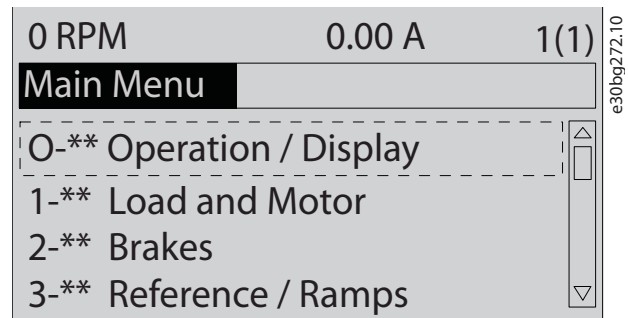 0 RPM 0.00 A 1(1)
Main Menu
O-** Operation / Display
1-** Load and Motor
2-** Brakes
3-** Reference / Ramps
e30bg272.10